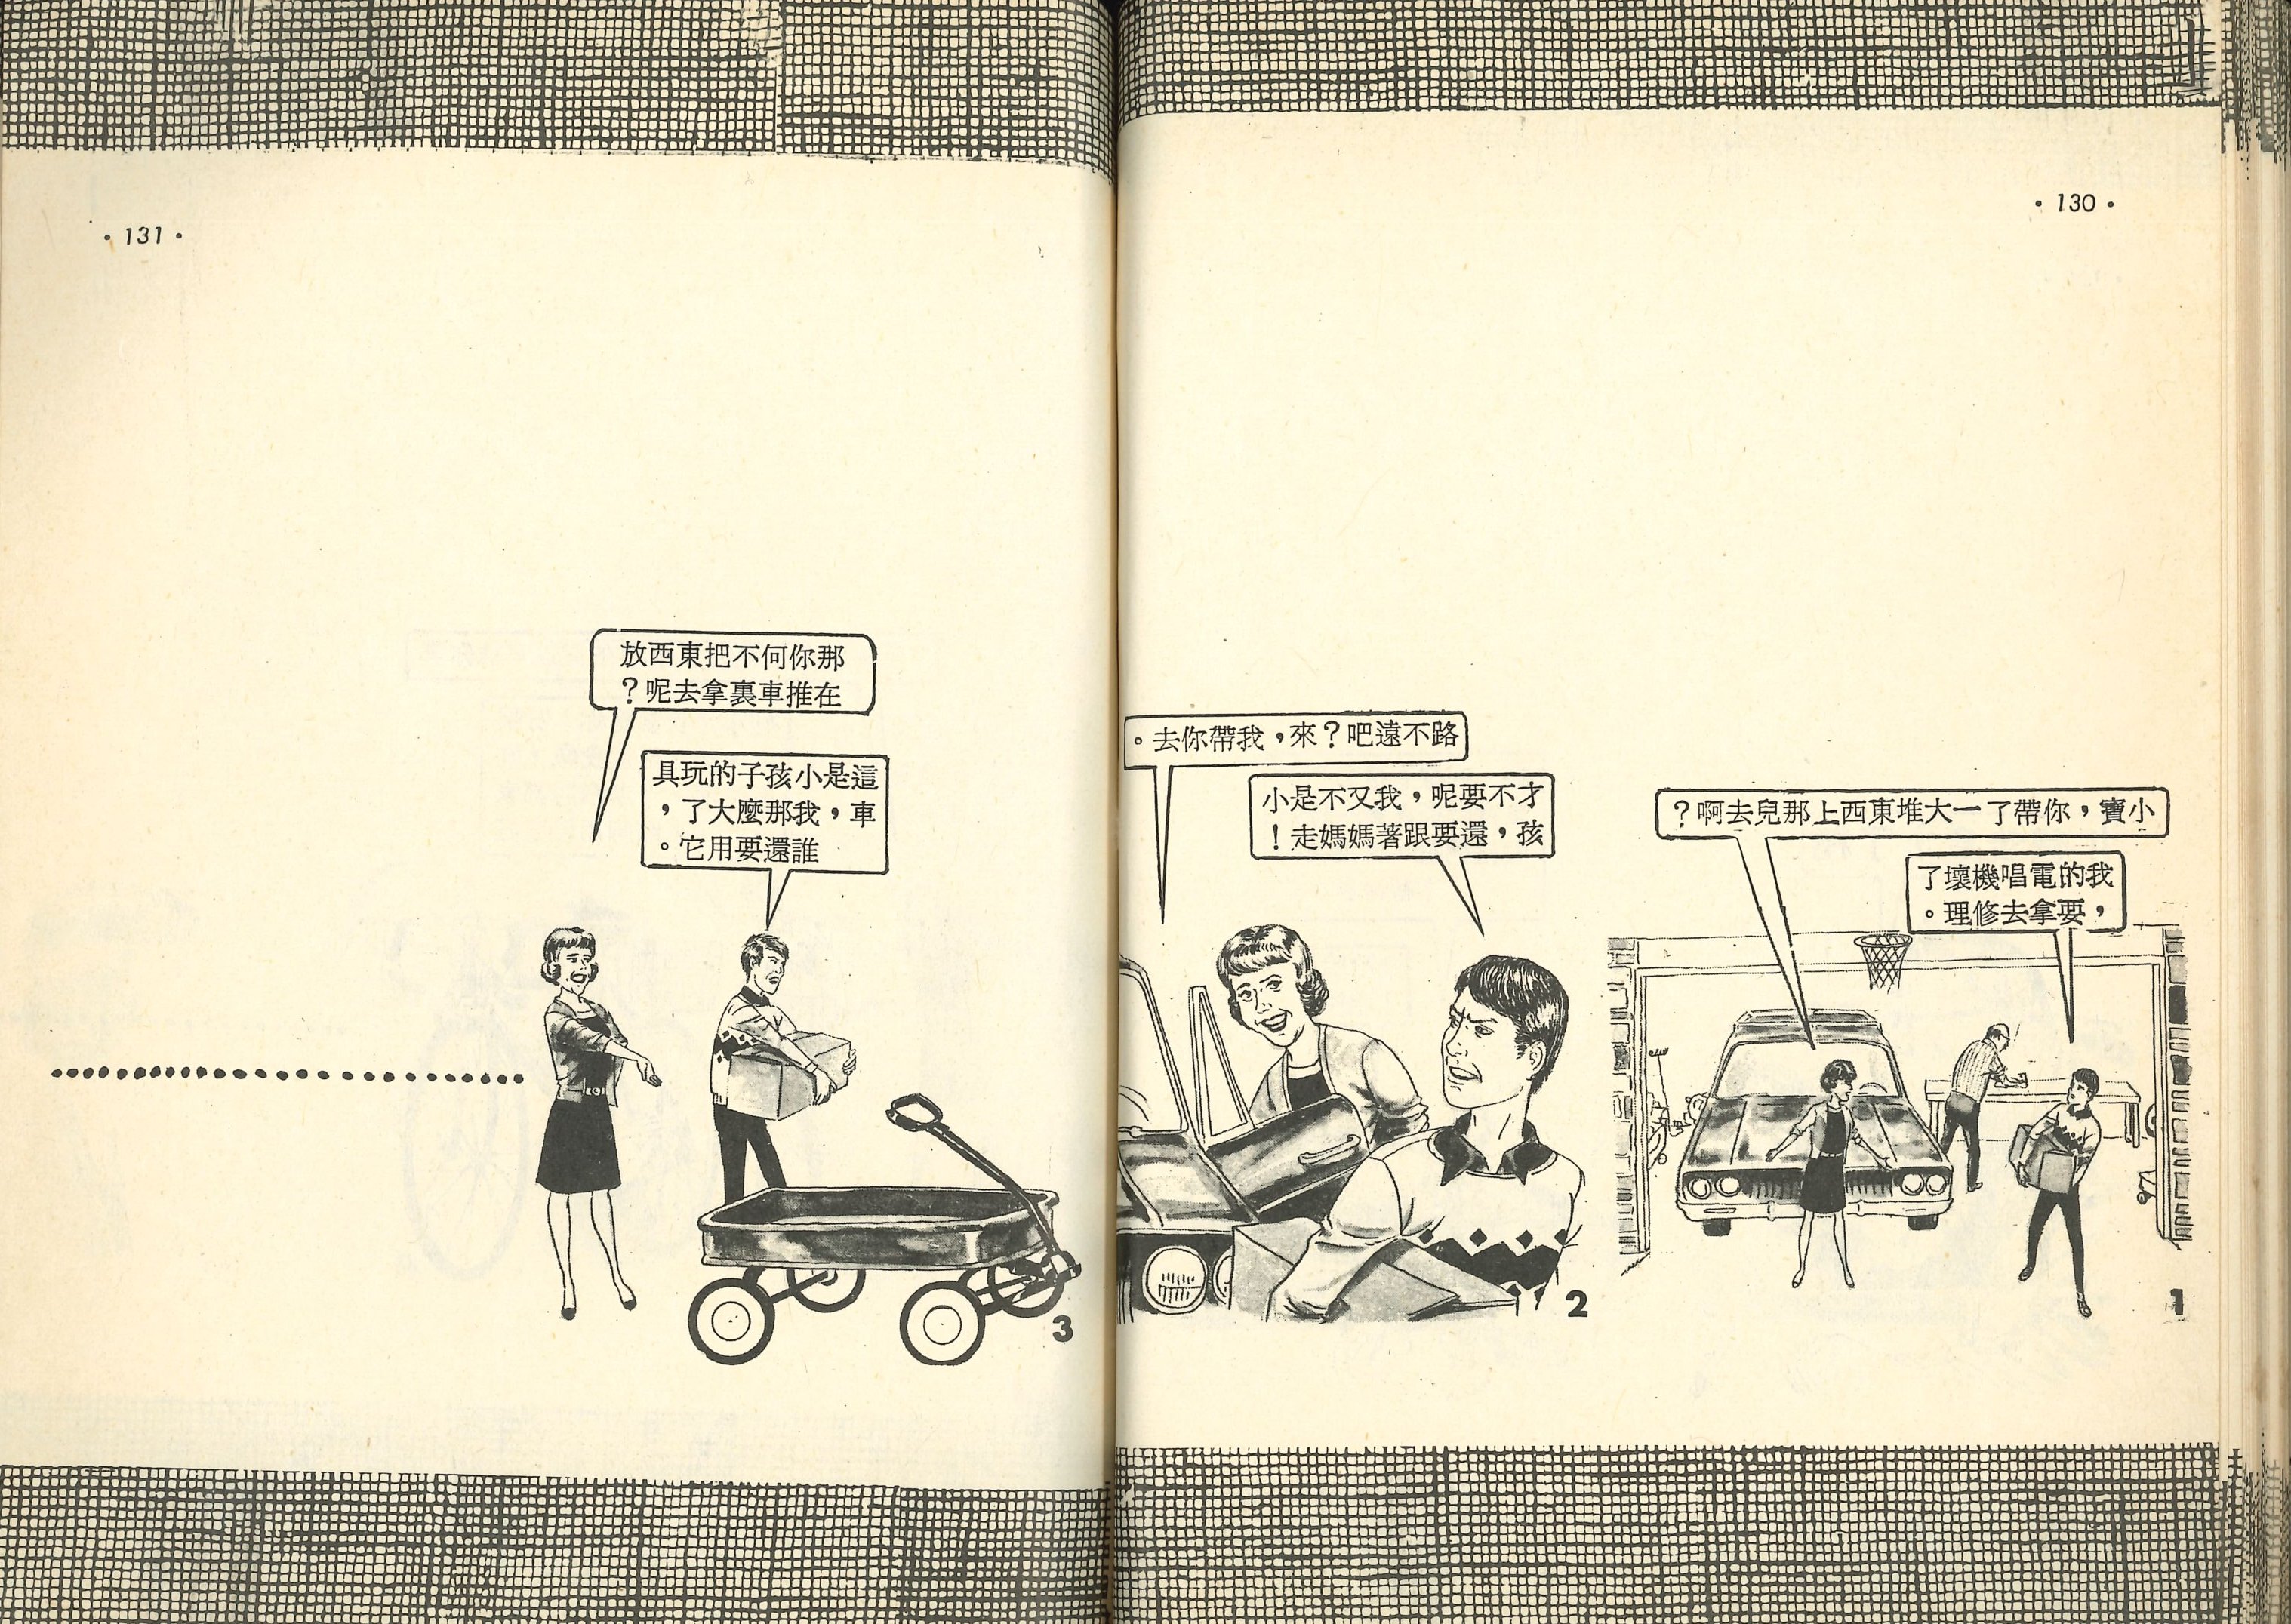 • 130 •
小寶，你帶了一大堆東西上那兒去啊？
我的電唱機壞了
，要拿去修理。
1
路不遠吧？來，我帶你去。
才不要呢，我又不是小
孩，還要跟著媽媽走！
2
• 131 •
那你何不把東西放
在推車裏拿去呢？
這是小孩子的玩具
車，我那麼大了，
誰還要用它。
3